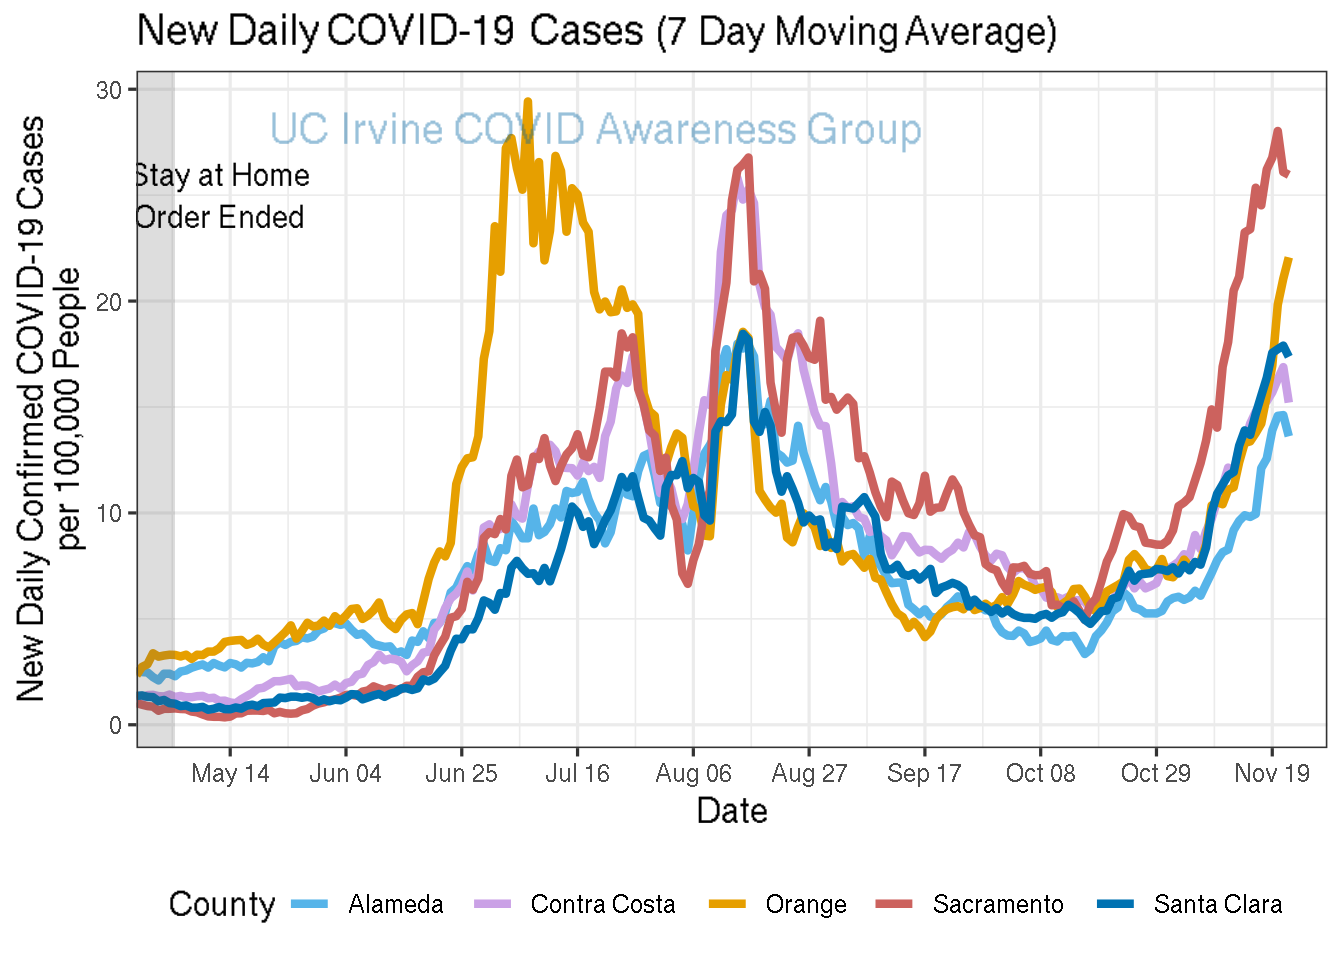 New Daily COVID-19 Cases (7 Day Moving Average)
UC Irvine COVID Awareness Group
Stay at Home
Order Ended
New Daily Confirmed COVID-19 Cases
per 100,000 People
30
20
10
0
May 14 Jun 04 Jun 25 Jul 16 Aug 06 Aug 27 Sep 17 Oct 08 Oct 29 Nov 19
Date
County Alameda Contra Costa Orange Sacramento Santa Clara